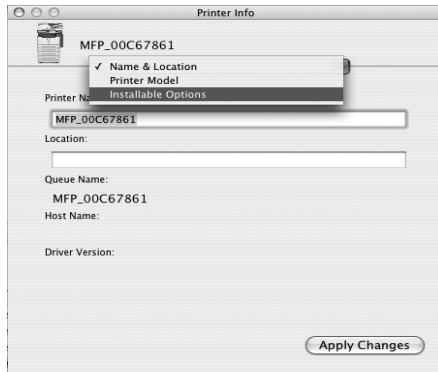 Printer Info
MFP_00C67861
✓ Name & Location
Printer Model
Installable Options
Printer Na
MFP_00C67861
Location:
Queue Name:
MFP_00C67861
Host Name:
Driver Version:
Apply Changes